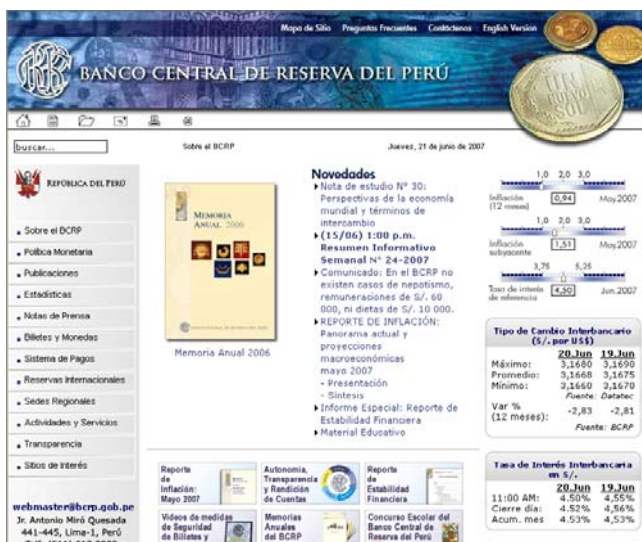 Mapa de Sitio Preguntas Frecuentes Contáctenos English Version
BANCO CENTRAL DE RESERVA DEL PERÚ
buscar...
Sobre el BCRP
Jueves, 21 de junio de 2007
REPÚBLICA DEL PERÚ
Sobre el BCRP
Política Monetaria
Publicaciones
Estadísticas
Notas de Prensa
Billetes y Monedas
Sistema de Pagos
Reservas Internacionales
Sedes Regionales
Actividades y Servicios
Transparencia
Sitios de Interés
webmaster@bcrp.gob.pe
Jr. Antonio Miró Quesada
441-445, Lima-1, Perú
MEMORIA
ANUAL 2006
BANCO CENTRAL DE RESERVA DEL PERÚ
Memoria Anual 2006
Novedades
Nota de estudio N° 30:
Perspectivas de la economía
mundial y términos de
intercambio
(15/06) 1:00 p.m.
Resumen Informativo
Semanal N° 24-2007
Comunicado: En el BCRP no
existen casos de nepotismo,
remuneraciones de S/. 60
000, ni dietas de S/. 10 000.
REPORTE DE INFLACIÓN:
Panorama actual y
proyecciones
macroeconómicas
mayo 2007
- Presentación
- Síntesis
Informe Especial: Reporte de
Estabilidad Financiera
Material Educativo
1,0 2,0 3,0
Inflación
(12 meses)
0,94
May.2007
1,0 2,0 3,0
Inflación
subyacente
1,51
May.2007
3,75 5,25
Tasa de interés
de referencia
4,50
Jun.2007
Tipo de Cambio Interbancario
(S/. por US$)
20.Jun 19.Jun
Máximo: 3,1680 3,1690
Promedio: 3,1668 3,1675
Mínimo: 3,1660 3,1670
Fuente: Datatec
Var %
(12 meses): -2,83 -2,81
Fuente: BCRP
Tasa de Interés Interbancaria
en S/.
20.Jun 19.Jun
11:00 AM: 4.50% 4,55%
Cierre día: 4.52% 4,56%
Acum. mes 4,53% 4,53%
Reporte
de
Inflación:
Mayo 2007
Autonomía,
Transparencia
y Rendición
de Cuentas
Reporte
de
Estabilidad
Financiera
Videos de medidas
de Seguridad
de Billetes y
Memorias
Anuales
del BCRP
Concurso Escolar del
Banco Central de
Reserva del Perú